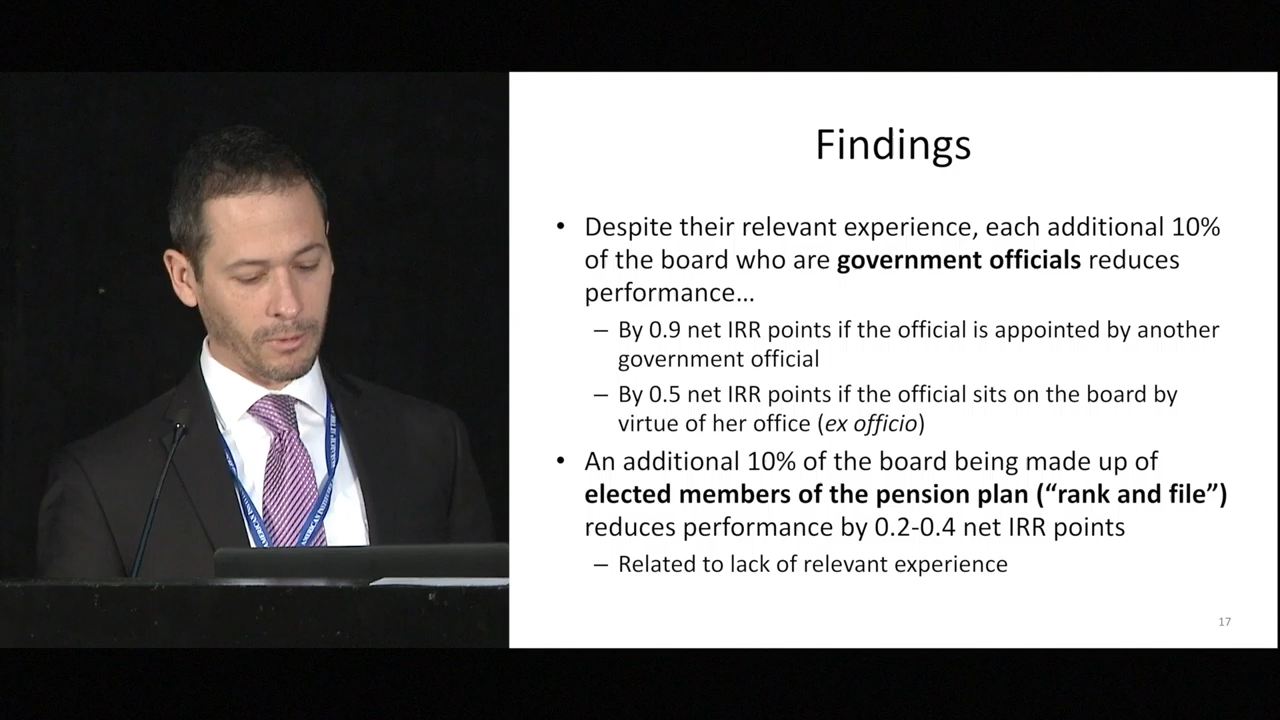 Findings
• Despite their relevant experience, each additional 10%
of the board who are government officials reduces
performance…
– By 0.9 net IRR points if the official is appointed by another
government official
– By 0.5 net IRR points if the official sits on the board by
virtue of her office (ex officio)
• An additional 10% of the board being made up of
elected members of the pension plan (“rank and file”)
reduces performance by 0.2-0.4 net IRR points
– Related to lack of relevant experience
17